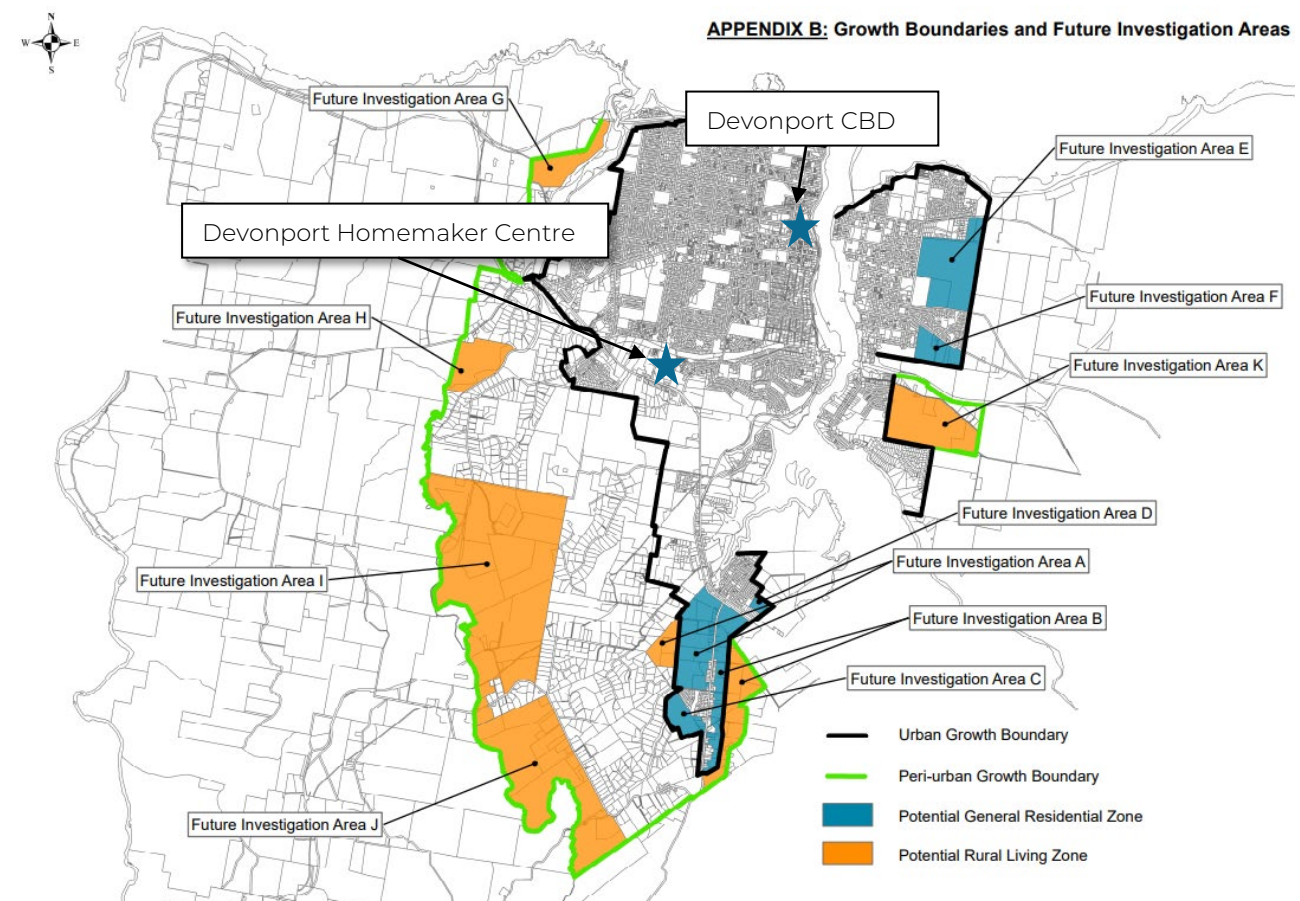 N
W
E
S
APPENDIX B: Growth Boundaries and Future Investigation Areas
Future Investigation Area G
Devonport CBD
Future Investigation Area E
Devonport Homemaker Centre
Future Investigation Area F
Future Investigation Area H
Future Investigation Area K
Future Investigation Area D
Future Investigation Area A
Future Investigation Area I
Future Investigation Area B
Future Investigation Area C
Urban Growth Boundary
Peri-urban Growth Boundary
Potential General Residential Zone
Future Investigation Area J
Potential Rural Living Zone